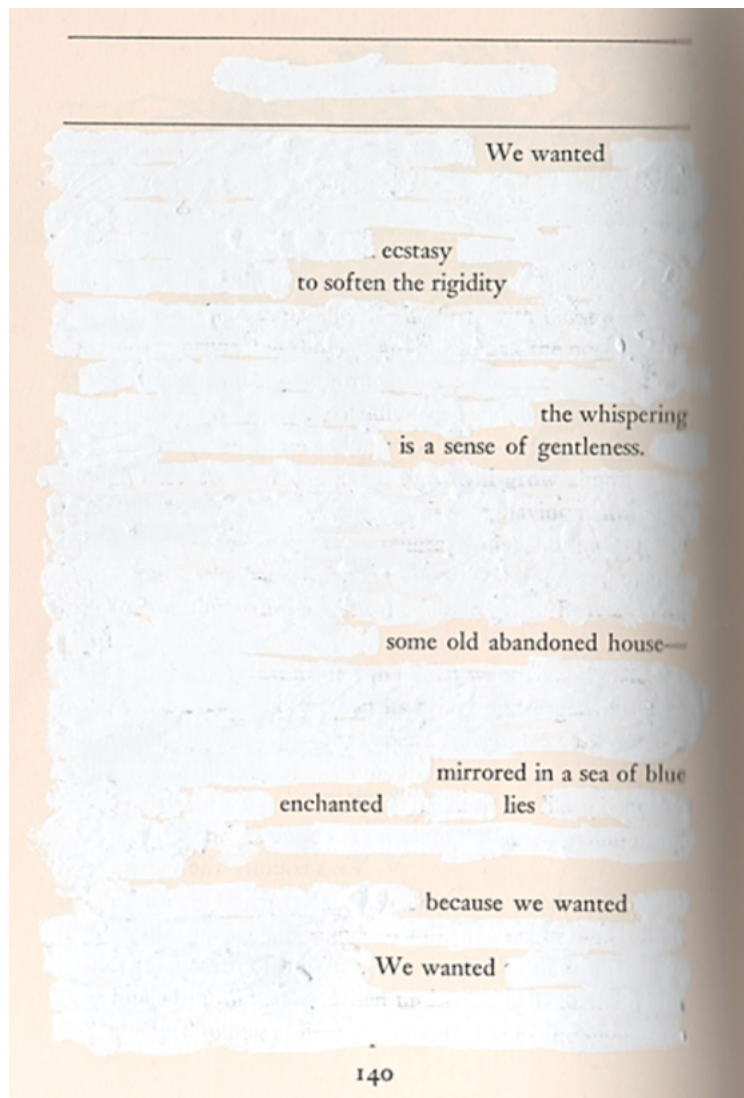 We wanted
ecstasy
to soften the rigidity
the whispering
is a sense of gentleness.
some old abandoned house—
mirrored in a sea of blue
enchanted lies
because we wanted
We wanted
140